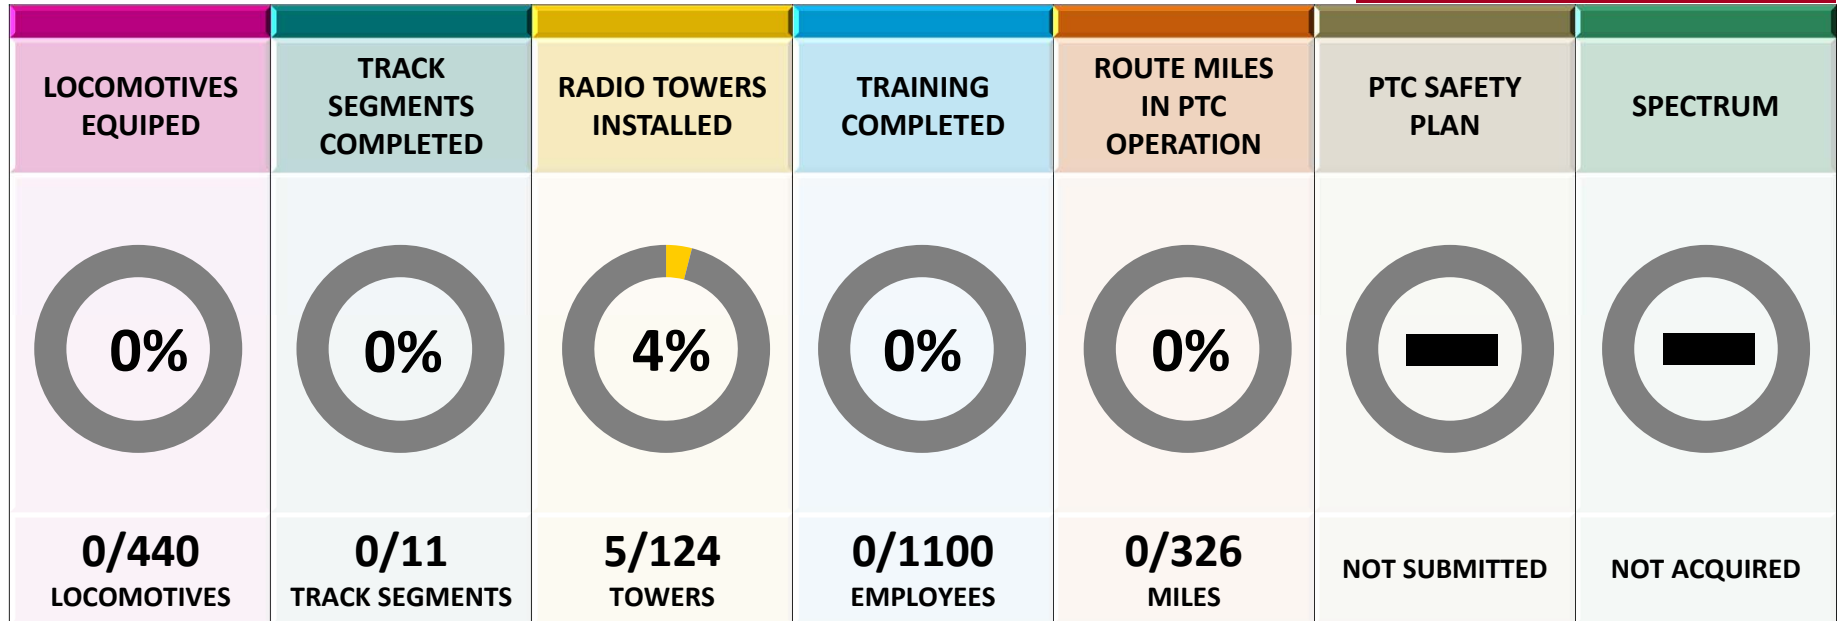 LOCOMOTIVES
EQUIPED
TRACK
SEGMENTS
COMPLETED
RADIO TOWERS
INSTALLED
TRAINING
COMPLETED
ROUTE MILES
IN PTC
OPERATION
PTC SAFETY
PLAN
SPECTRUM
0%
0%
4%
0%
0%
0/440
LOCOMOTIVES
0/11
TRACK SEGMENTS
5/124
TOWERS
0/1100
EMPLOYEES
0/326
MILES
NOT SUBMITTED
NOT ACQUIRED